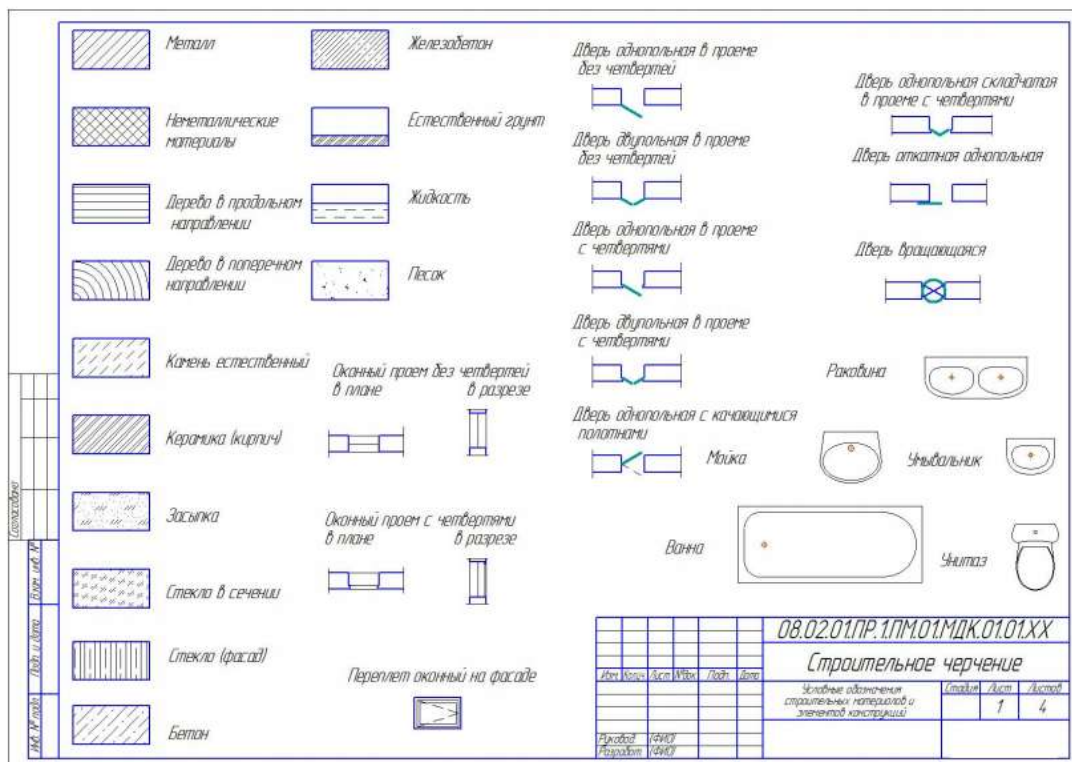 Металл
Неметаллические
материалы
Дерево в продольном
направлении
Дерево в поперечном
направлении
Камень естественный
Керамика (кирпич)
Засыпка
Стекло в сечении
Стекло (фасад)
Бетон
Железобетон
Естественный грунт
Жидкость
Песок
Оконный проем без четвертей
в плане в разрезе
Оконный проем с четвертями
в плане в разрезе
Переплет оконный на фасаде
Дверь однопольная в проеме
без четвертей
Дверь двупольная в проеме
без четвертей
Дверь однопольная в проеме
с четвертями
Дверь двупольная в проеме
с четвертями
Дверь однопольная с качающимися
полотнами
Дверь однопольная складчатая
в проеме с четвертями
Дверь откатная однопольная
Дверь вращающаяся
Раковина
Мойка
Умывальник
Ванна
Унитаз
Согласовано
Взам. инв. №
Подп. и дата
Инв. № подл.
08.02.01.ПР.1.ПМ.01.МДК.01.01.XX
Строительное черчение
Изм. Колич. Лист №док. Подп. Дата
Условные обозначения
строительных материалов и
элементов конструкций
Стадия Лист Листов
1 4
Руковод. (ФИО)
Разработ. (ФИО)